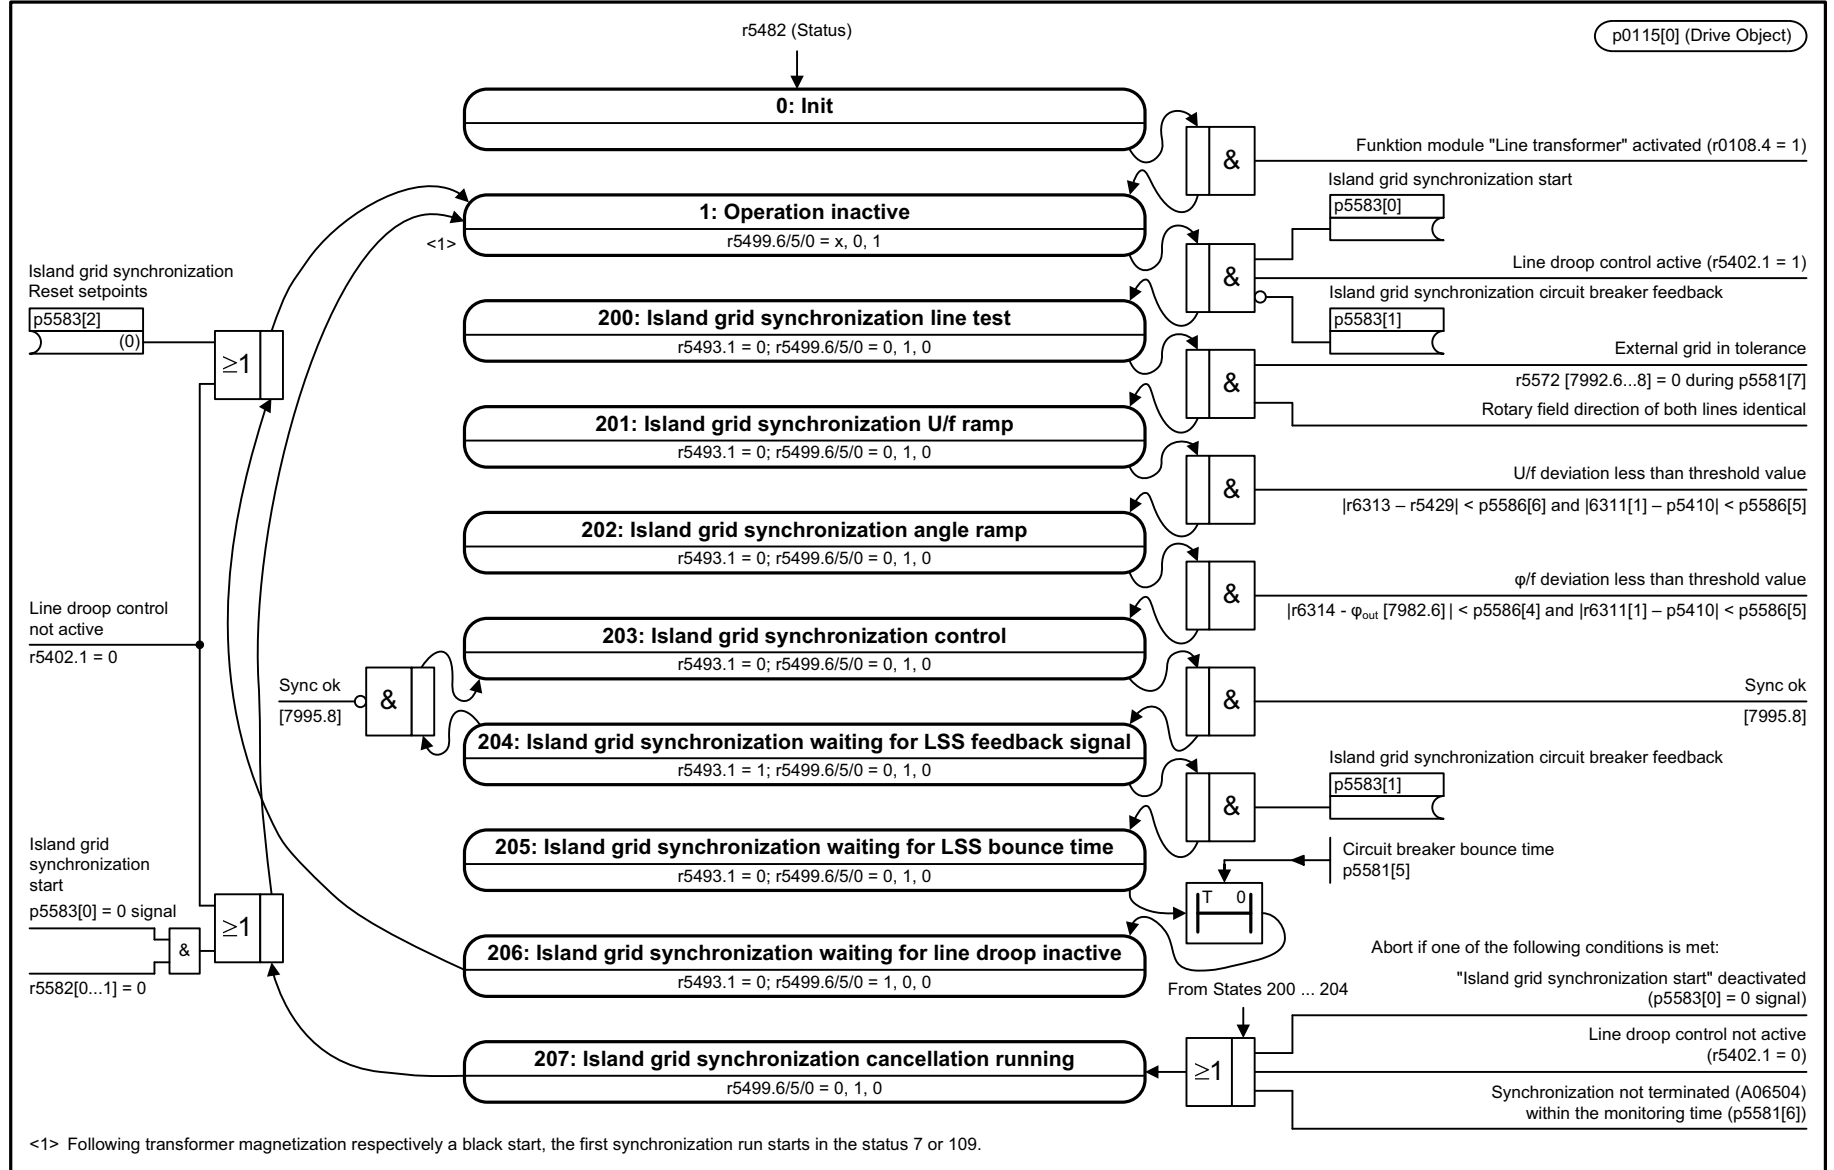 r5482 (Status)
p0115[0] (Drive Object)
0: Init
&
Funktion module "Line transformer" activated (r0108.4 = 1)
Island grid synchronization start
p5583[0]
1: Operation inactive
r5499.6/5/0 = x, 0, 1
<1>
&
Line droop control active (r5402.1 = 1)
Island grid synchronization circuit breaker feedback
p5583[1]
Island grid synchronization
Reset setpoints
p5583[2]
(0)
≥1
200: Island grid synchronization line test
r5493.1 = 0; r5499.6/5/0 = 0, 1, 0
&
External grid in tolerance
r5572 [7992.6...8] = 0 during p5581[7]
Rotary field direction of both lines identical
201: Island grid synchronization U/f ramp
r5493.1 = 0; r5499.6/5/0 = 0, 1, 0
&
U/f deviation less than threshold value
|r6313 – r5429| < p5586[6] and |6311[1] – p5410| < p5586[5]
202: Island grid synchronization angle ramp
r5493.1 = 0; r5499.6/5/0 = 0, 1, 0
&
φ/f deviation less than threshold value
|r6314 - φout [7982.6] | < p5586[4] and |r6311[1] – p5410| < p5586[5]
Line droop control
not active
r5402.1 = 0
203: Island grid synchronization control
r5493.1 = 0; r5499.6/5/0 = 0, 1, 0
Sync ok
[7995.8]
&
&
Sync ok
[7995.8]
204: Island grid synchronization waiting for LSS feedback signal
r5493.1 = 1; r5499.6/5/0 = 0, 1, 0
&
Island grid synchronization circuit breaker feedback
p5583[1]
205: Island grid synchronization waiting for LSS bounce time
r5493.1 = 0; r5499.6/5/0 = 0, 1, 0
Circuit breaker bounce time
p5581[5]
T 0
Island grid
synchronization
start
p5583[0] = 0 signal
&
≥1
r5582[0...1] = 0
206: Island grid synchronization waiting for line droop inactive
r5493.1 = 0; r5499.6/5/0 = 1, 0, 0
Abort if one of the following conditions is met:
"Island grid synchronization start" deactivated
(p5583[0] = 0 signal)
From States 200 ... 204
Line droop control not active
(r5402.1 = 0)
≥1
207: Island grid synchronization cancellation running
r5499.6/5/0 = 0, 1, 0
Synchronization not terminated (A06504)
within the monitoring time (p5581[6])
<1> Following transformer magnetization respectively a black start, the first synchronization run starts in the status 7 or 109.